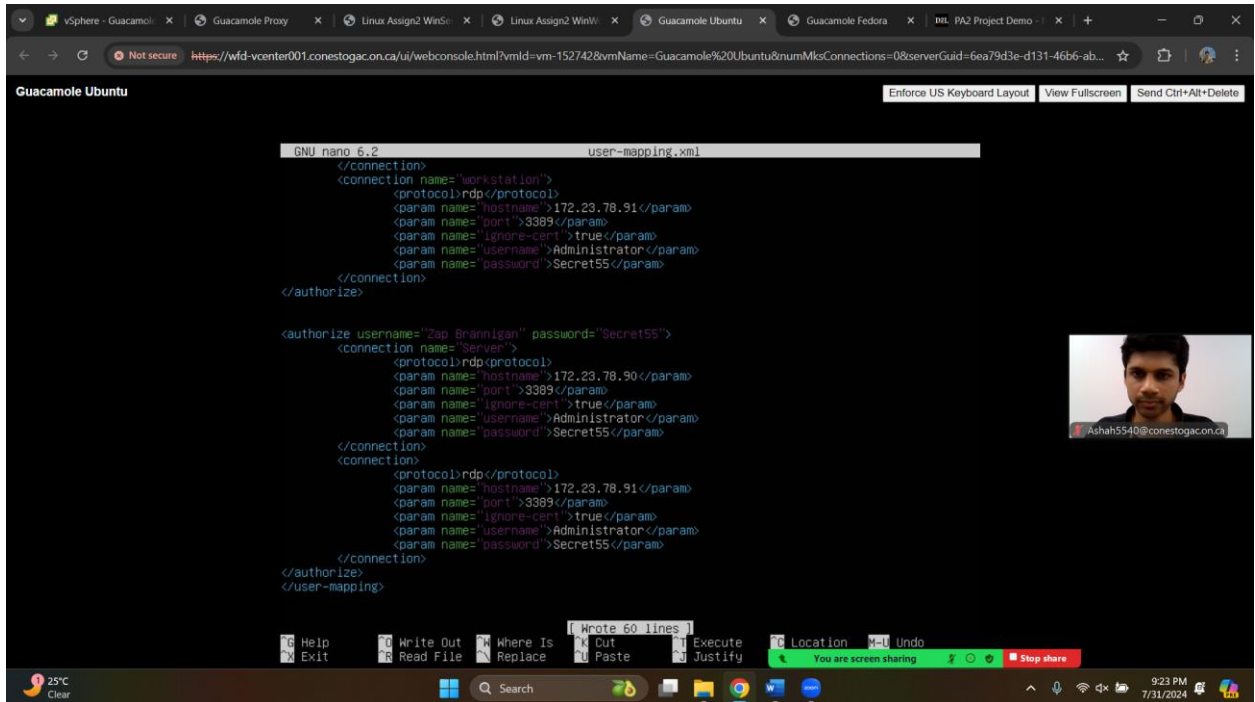 vSphere - Guacamol
Guacamole Proxy
Linux Assign2 WinSe
Linux Assign2 WinW
Guacamole Ubuntu
Guacamole Fedora
D2L PA2 Project Demo -
Not secure https://wfd-vcenter001.conestogac.on.ca/ui/webconsole.html?vmId=vm-152742&vmName=Guacamole%20Ubuntu&numMksConnections=0&serverGuid=6ea79d3e-d131-46b6-ab...
Guacamole Ubuntu
Enforce US Keyboard Layout View Fullscreen Send Ctrl+Alt+Delete
GNU nano 6.2 user-mapping.xml
</connection>
<connection name="workstation">
<protocol>rdp</protocol>
<param name="hostname">172.23.78.91</param>
<param name="port">3389</param>
<param name="ignore-cert">true</param>
<param name="username">Administrator</param>
<param name="password">Secret55</param>
</connection>
</authorize>
<authorize username="Zap Brannigan" password="Secret55">
<connection name="Server">
<protocol>rdp<protocol>
<param name="hostname">172.23.78.90</param>
<param name="port">3389</param>
<param name="ignore-cert">true</param>
<param name="username">Administrator</param>
<param name="password">Secret55</param>
</connection>
<connection>
<protocol>rdp</protocol>
<param name="hostname">172.23.78.91</param>
<param name="port">3389</param>
<param name="ignore-cert">true</param>
<param name="username">Administrator</param>
<param name="password">Secret55</param>
</connection>
</authorize>
</user-mapping>
Ashah5540@conestogac.on.ca
[ Wrote 60 lines ]
^G Help ^O Write Out ^W Where Is ^K Cut ^T Execute ^C Location M-U Undo
^X Exit ^R Read File ^\ Replace ^U Paste ^J Justify
You are screen sharing Stop share
1
25°C
Clear
Search
9:23 PM
7/31/2024